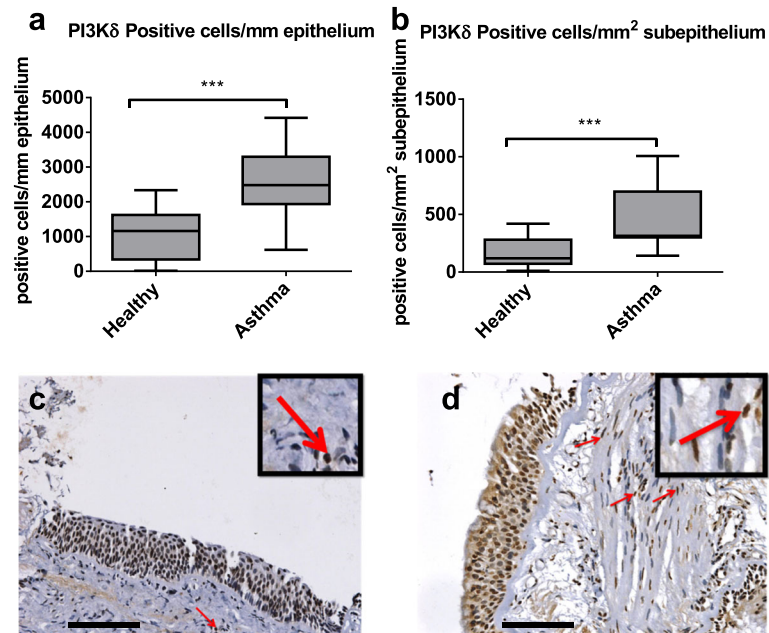 a
PI3Kδ Positive cells/mm epithelium
positive cells/mm epithelium
5000
4000
3000
2000
1000
0
***
Healthy
Asthma
b
PI3Kδ Positive cells/mm² subepithelium
positive cells/mm² subepithelium
1500
1000
500
0
***
Healthy
Asthma
c
d